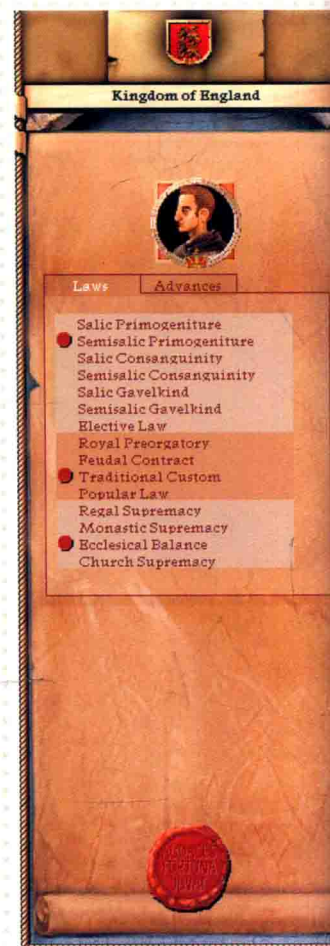 Kingdom of England
Laws
Advances
Salic Primogeniture
Semisalic Primogeniture
Salic Consanguinity
Semisalic Consanguinity
Salic Gavelkind
Semisalic Gavelkind
Elective Law
Royal Preorgatory
Feudal Contract
Traditional Custom
Popular Law
Regal Supremacy
Monastic Supremacy
Ecclesical Balance
Church Supremacy